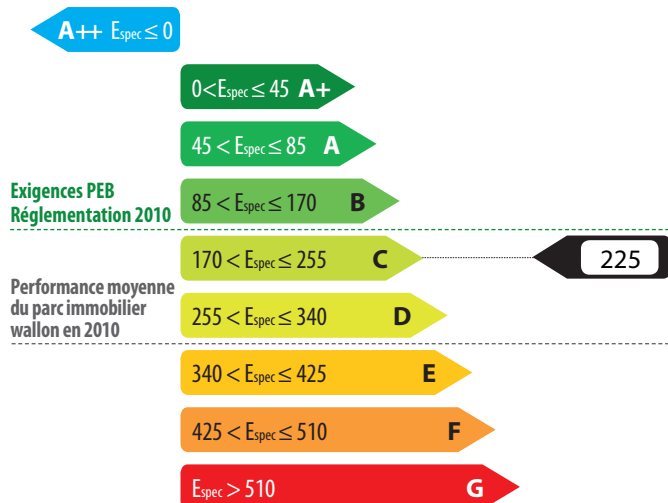 A++ Espec ≤ 0
0<Espec ≤ 45 A+
45 < Espec ≤ 85 A
Exigences PEB
Réglementation 2010
85 < Espec ≤ 170 B
170 < Espec ≤ 255 C
225
Performance moyenne
du parc immobilier
wallon en 2010
255 < Espec ≤ 340 D
340 < Espec ≤ 425 E
425 < Espec ≤ 510 F
Espec > 510 G